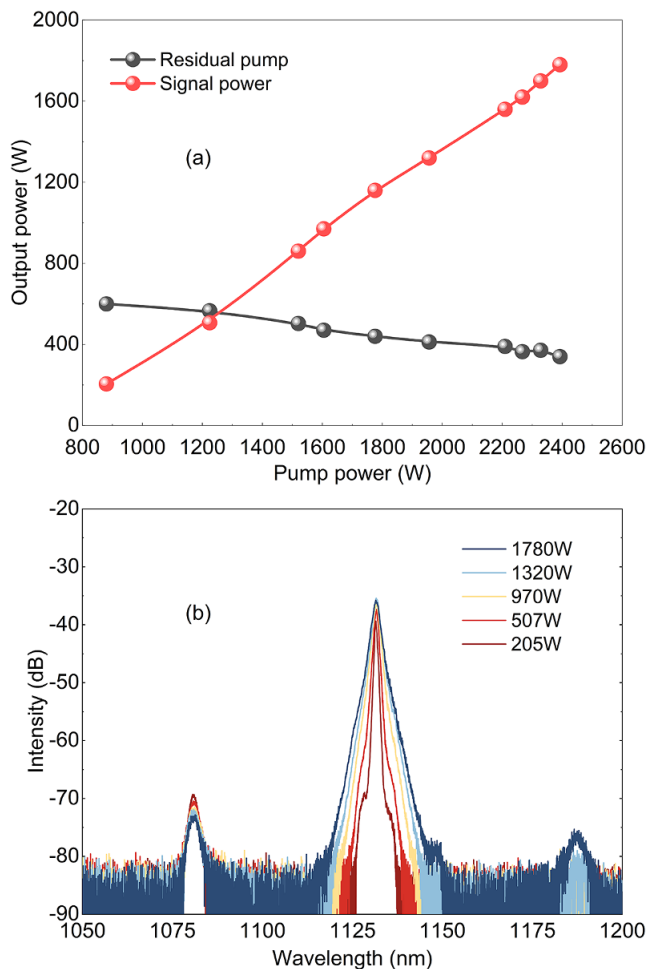 2000
Residual pump
Signal power
1600
(a)
1200
Output power (W)
800
400
0
800 1000 1200 1400 1600 1800 2000 2200 2400 2600
Pump power (W)
-20
1780W
-30
1320W
(b)
970W
-40
507W
205W
-50
Intensity (dB)
-60
-70
-80
-90
1050 1075 1100 1125 1150 1175 1200
Wavelength (nm)